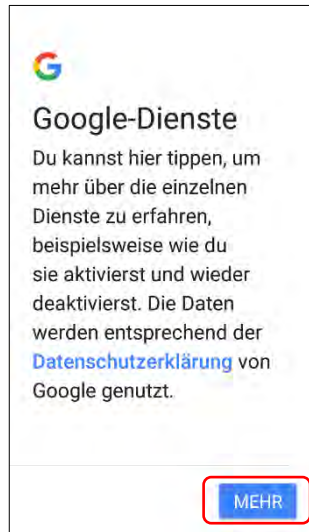 Google-Dienste
Du kannst hier tippen, um
mehr über die einzelnen
Dienste zu erfahren,
beispielsweise wie du
sie aktivierst und wieder
deaktivierst. Die Daten
werden entsprechend der
Datenschutzerklärung von
Google genutzt.
MEHR